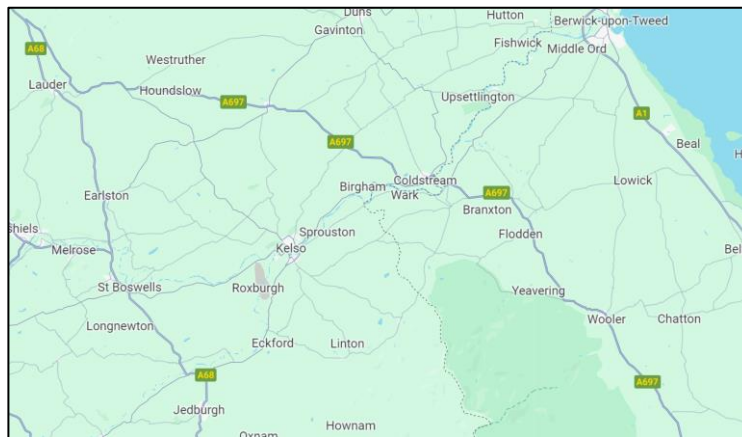 Duns
Hutton
Berwick-upon-Tweed
Gavinton
Fishwick
Middle Ord
A68
Westruther
Lauder
Houndslow
A697
Upsettlington
A1
A697
Beal
Coldstream
Birgham
Wark
A697
Lowick
Earlston
Branxton
shiels
Sprouston
Flodden
Melrose
Kelso
Bel
St Boswells
Roxburgh
Yeavering
Longnewton
Wooler
Chatton
Eckford
Linton
A68
A697
Jedburgh
Hownam
Oxnam
H